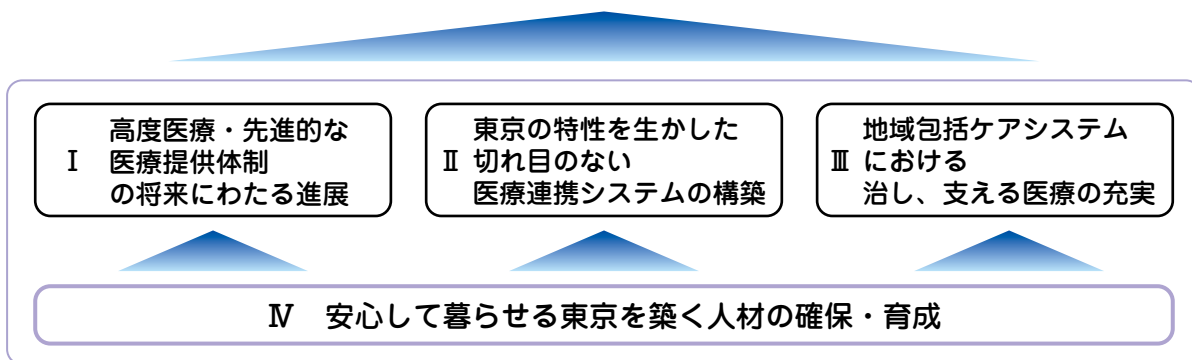 Ⅰ
高度医療・先進的な
医療提供体制
の将来にわたる進展
Ⅱ
東京の特性を生かした
切れ目のない
医療連携システムの構築
Ⅲ
地域包括ケアシステム
における
治し、支える医療の充実
Ⅳ 安心して暮らせる東京を築く人材の確保・育成